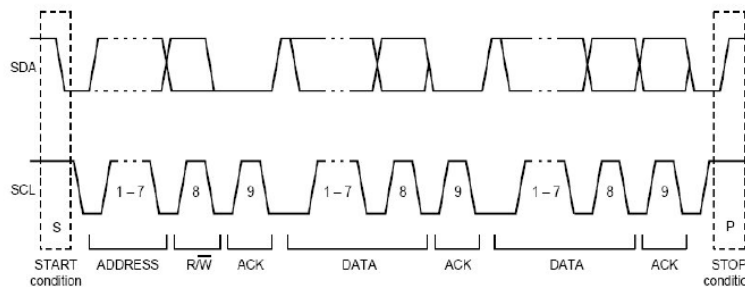 SDA
SCL
1 – 7
8
9
1 – 7
8
9
1 – 7
8
9
S
P
START
condition
ADDRESS
R/W̅
ACK
DATA
ACK
DATA
ACK
STOP
condition